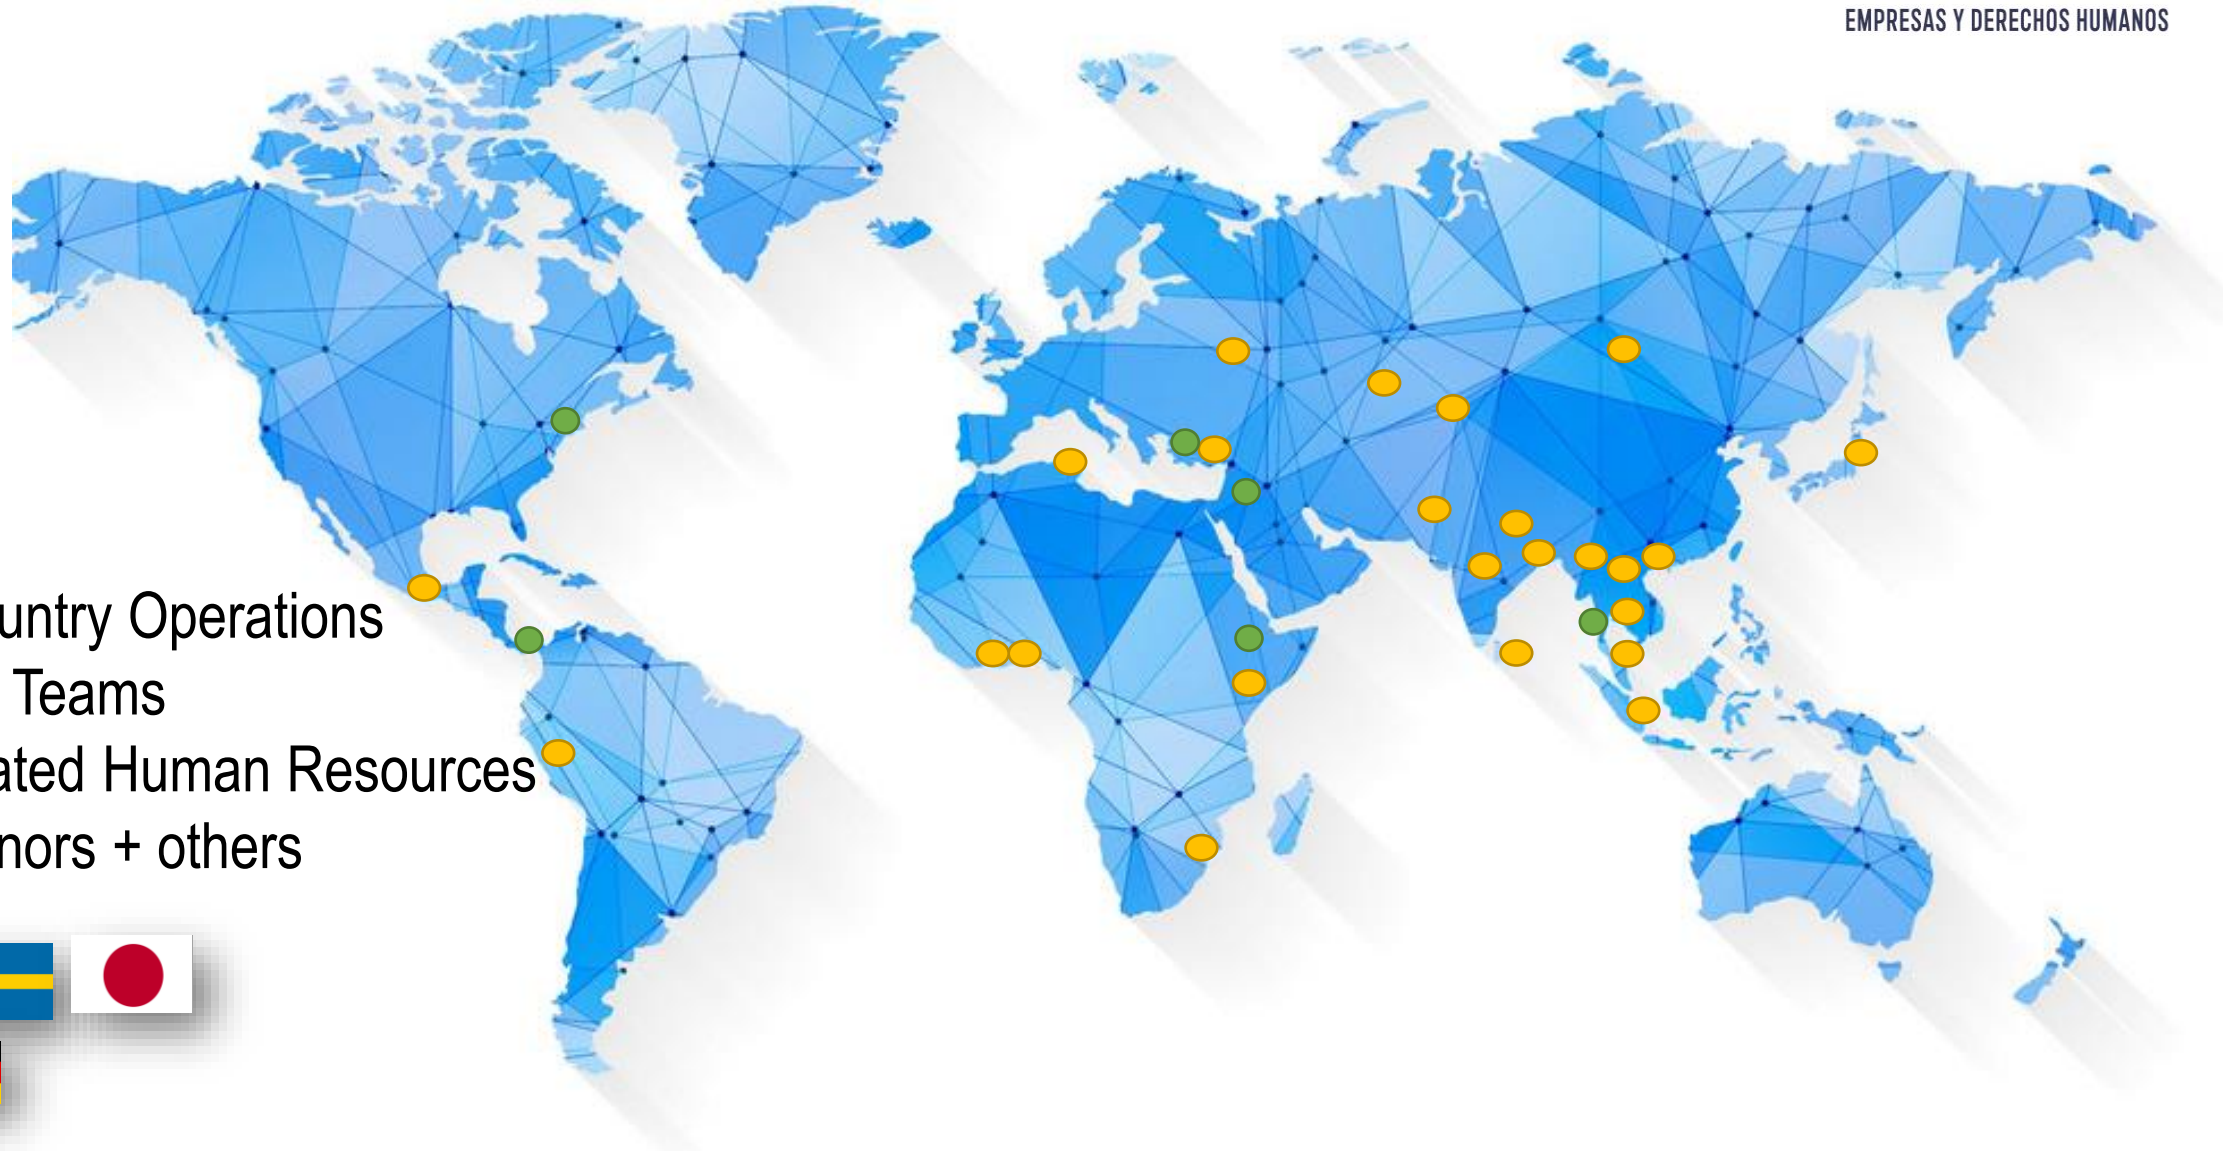 EMPRESAS Y DERECHOS HUMANOS
untry Operations
Teams
ated Human Resources
nors + others